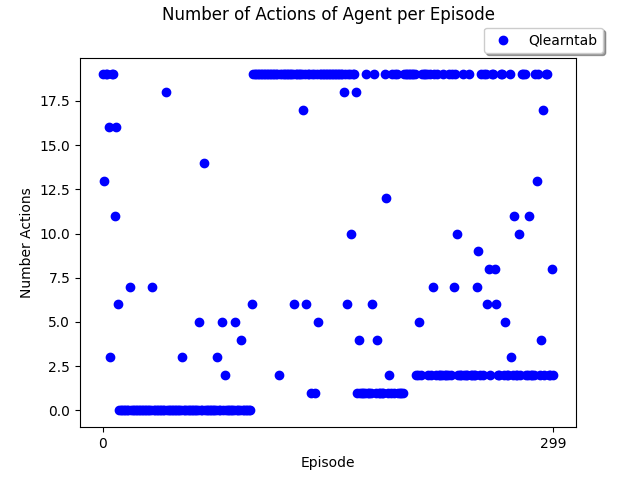 Number of Actions of Agent per Episode
Qlearntab
17.5
15.0
12.5
10.0
7.5
5.0
2.5
0.0
Number Actions
0
299
Episode